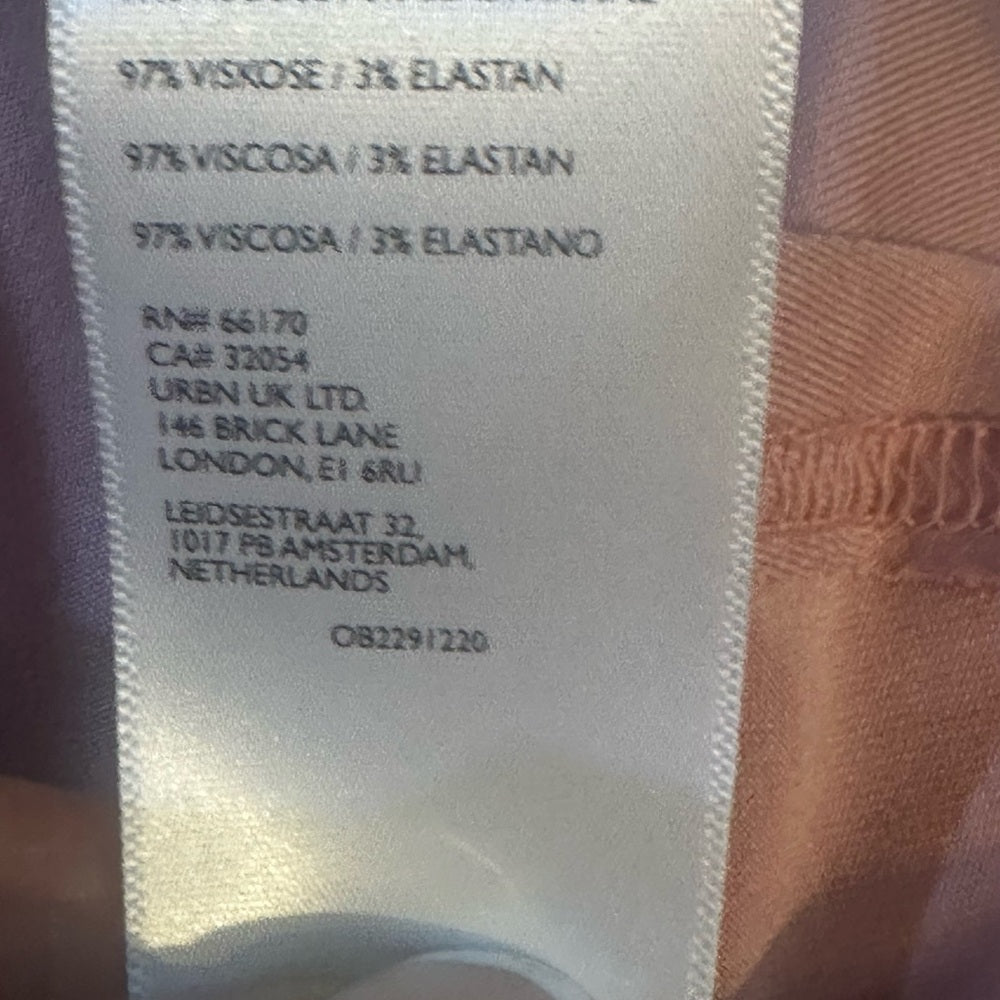 97% VISKOSE / 3% ELASTAN
97% VISCOSA / 3% ELASTAN
97% VISCOSA / 3% ELASTANO
RN# 66170
CA# 32054
URBN UK LTD.
146 BRICK LANE
LONDON, E1 6RU
LEIDSESTRAAT 32,
1017 PB AMSTERDAM,
NETHERLANDS
OB2291220